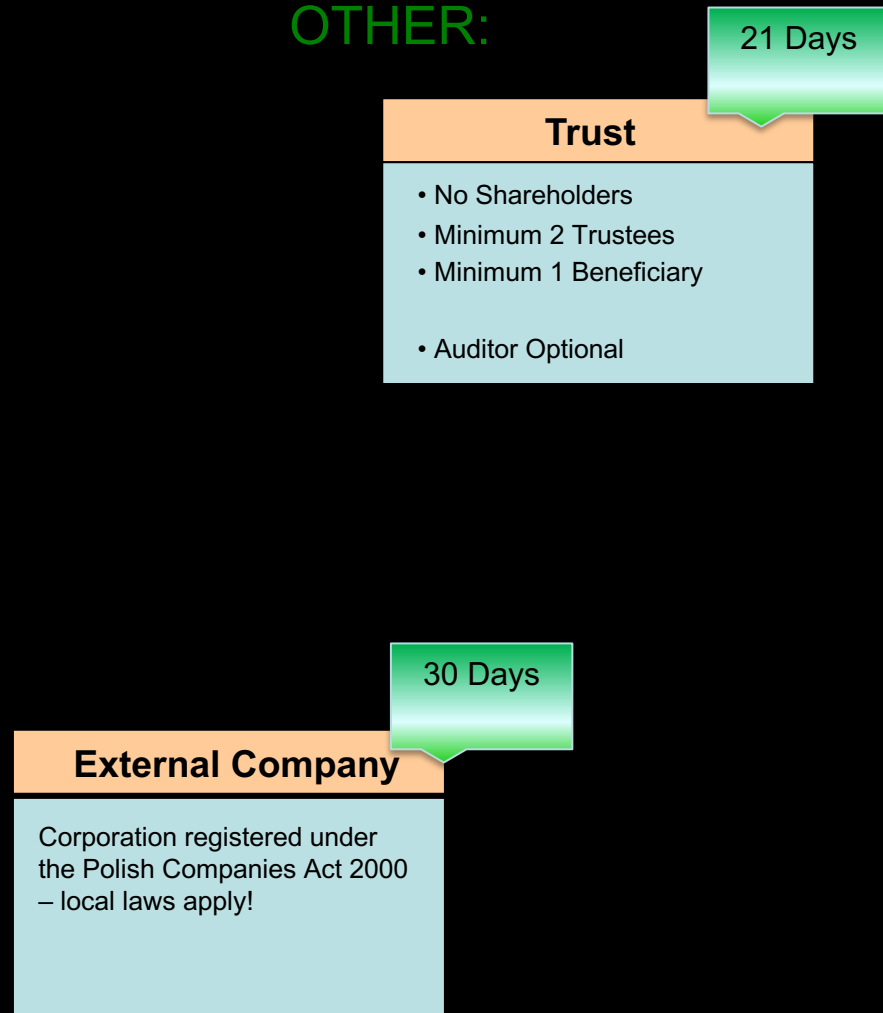 OTHER:
21 Days
Trust
• No Shareholders
• Minimum 2 Trustees
• Minimum 1 Beneficiary
• Auditor Optional
30 Days
External Company
Corporation registered under
the Polish Companies Act 2000
– local laws apply!